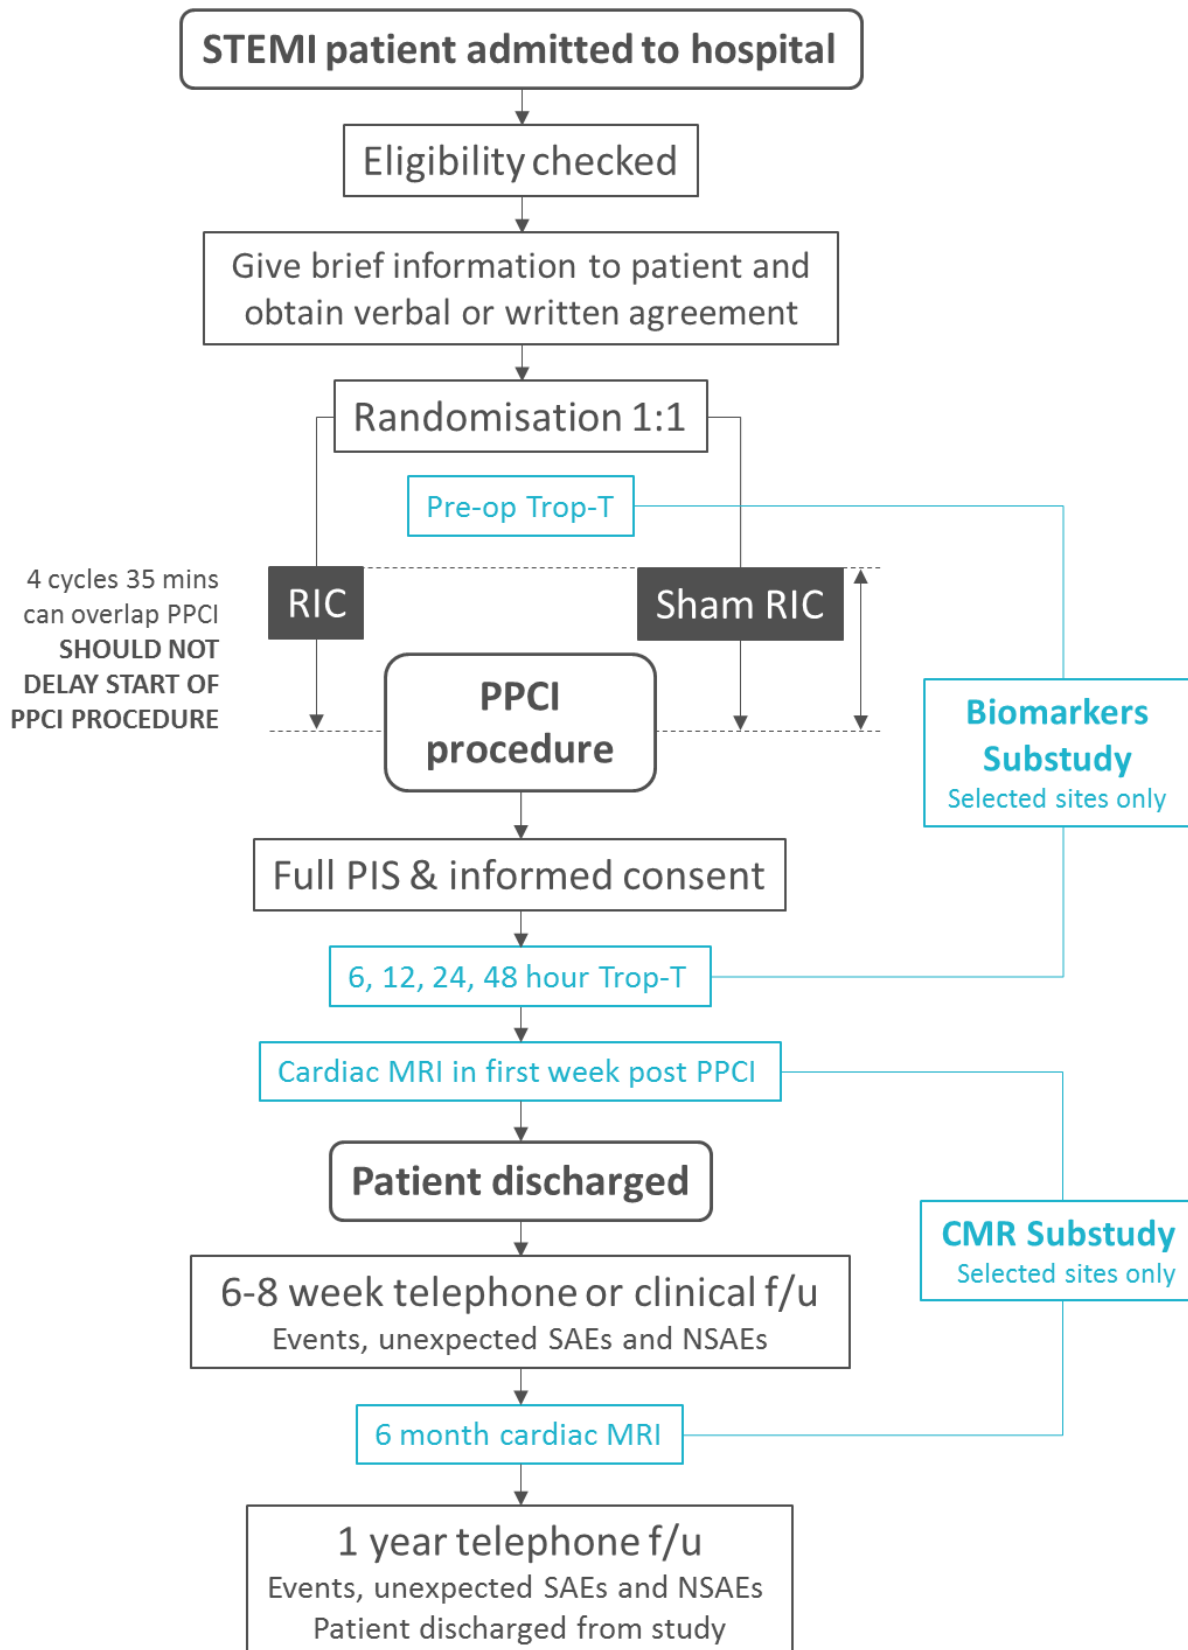 STEMI patient admitted to hospital
Eligibility checked
Give brief information to patient and
obtain verbal or written agreement
Randomisation 1:1
Pre-op Trop-T
4 cycles 35 mins
can overlap PPCI
SHOULD NOT
DELAY START OF
PPCI PROCEDURE
RIC
Sham RIC
PPCI
procedure
Biomarkers
Substudy
Selected sites only
Full PIS & informed consent
6, 12, 24, 48 hour Trop-T
Cardiac MRI in first week post PPCI
Patient discharged
CMR Substudy
Selected sites only
6-8 week telephone or clinical f/u
Events, unexpected SAEs and NSAEs
6 month cardiac MRI
1 year telephone f/u
Events, unexpected SAEs and NSAEs
Patient discharged from study